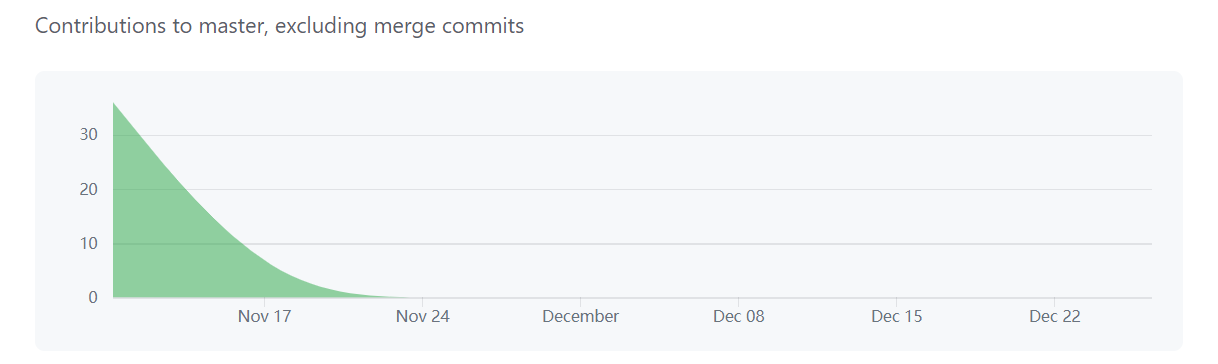 Contributions to master, excluding merge commits
30
20
10
0
Nov 17 Nov 24 December Dec 08 Dec 15 Dec 22